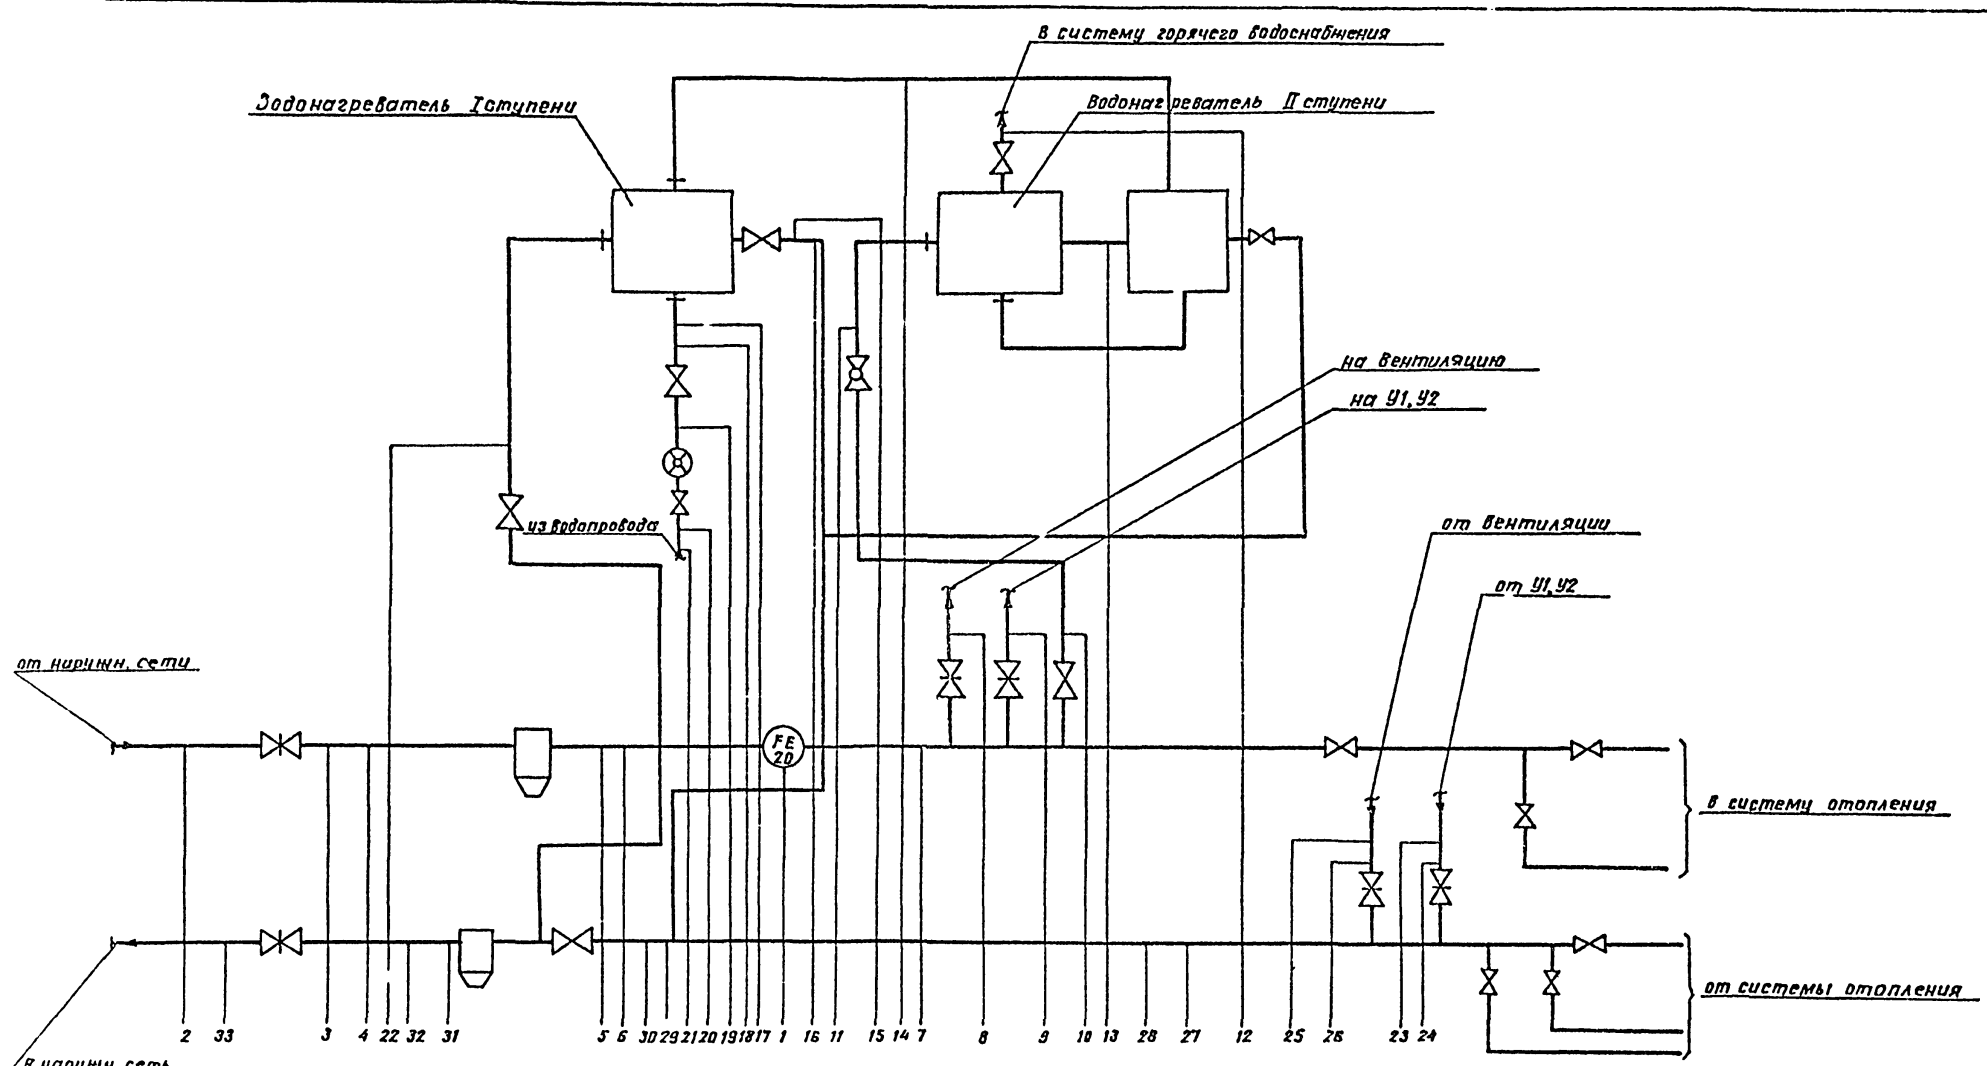 в систему горячего водоснабжения
Водонагреватель I ступени
Водонагреватель II ступени
на вентиляцию
на У1, У2
из водопровода
от вентиляции
от У1, У2
от наружн. сети
FE
20
в систему отопления
от системы отопления
2 33 3 4 22 32 31 5 6 30 29 21 20 19 18 17 1 16 11 15 14 7 8 9 10 13 28 27 12 25 26 23 24
в наружн. сеть